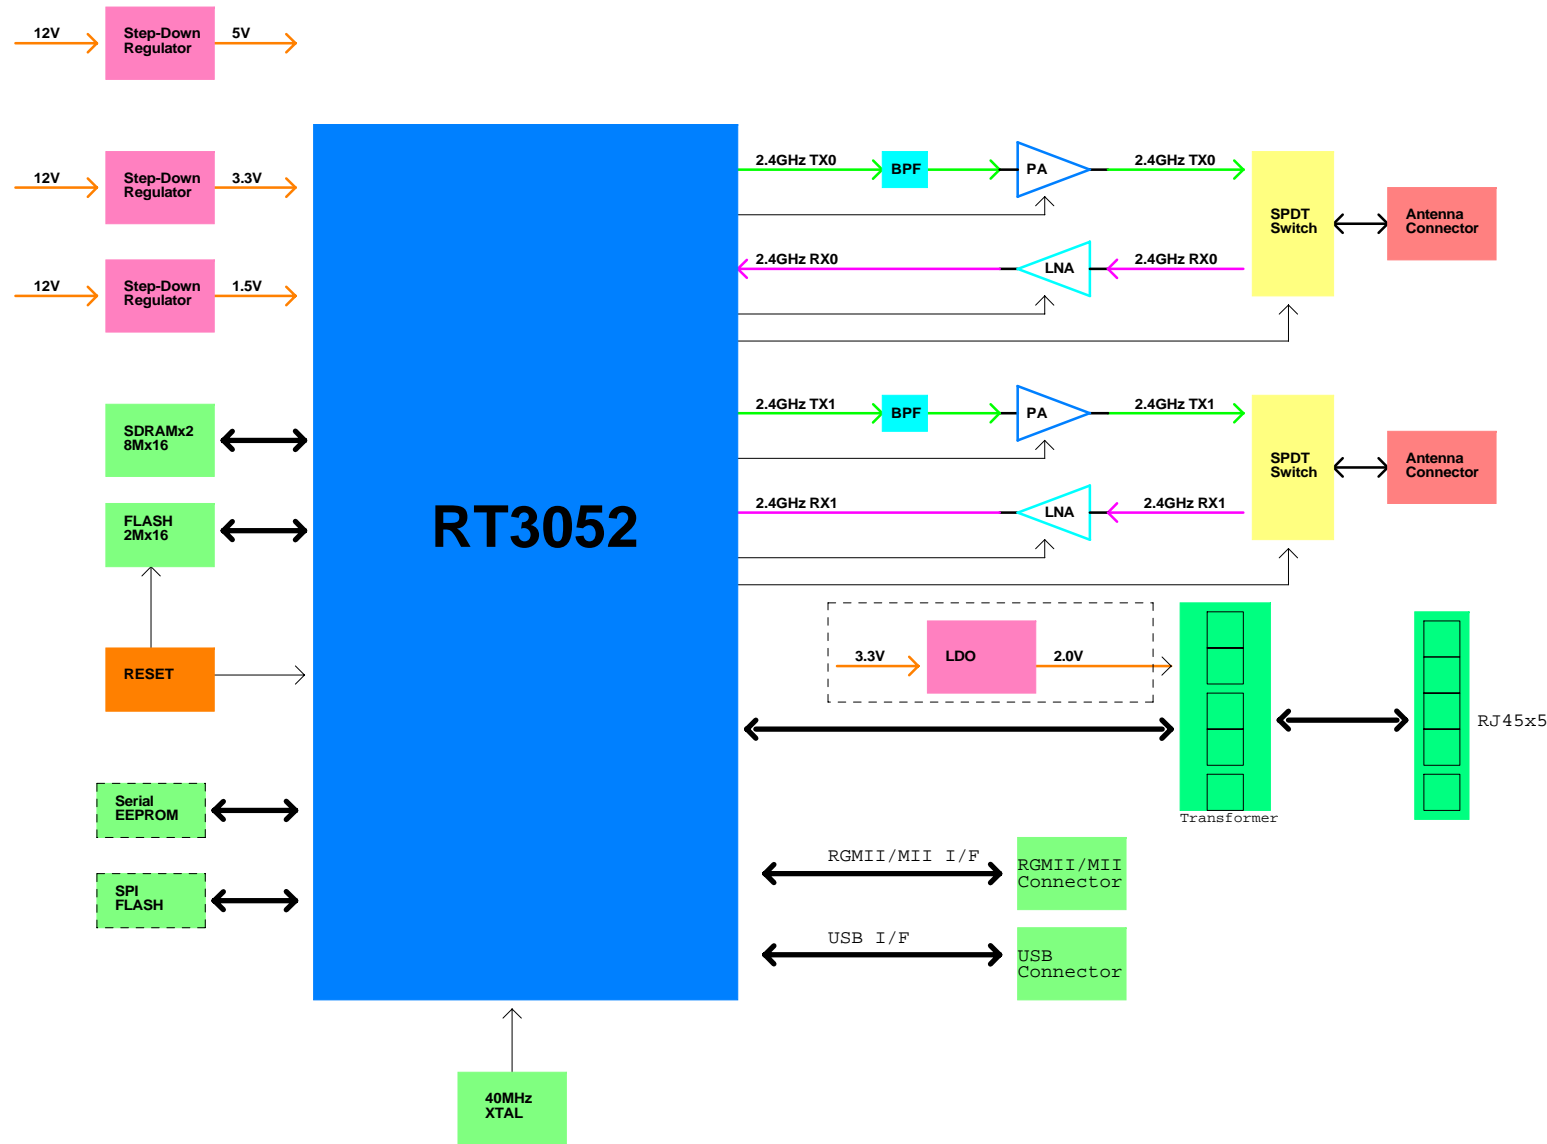 12V
Step-Down
Regulator
5V
12V
Step-Down
Regulator
3.3V
12V
Step-Down
Regulator
1.5V
SDRAMx2
8Mx16
FLASH
2Mx16
RESET
Serial
EEPROM
SPI
FLASH
RT3052
40MHz
XTAL
2.4GHz TX0
BPF
PA
2.4GHz TX0
2.4GHz RX0
LNA
2.4GHz RX0
SPDT
Switch
Antenna
Connector
2.4GHz TX1
BPF
PA
2.4GHz TX1
2.4GHz RX1
LNA
2.4GHz RX1
SPDT
Switch
Antenna
Connector
3.3V
LDO
2.0V
Transformer
RJ45x5
RGMII/MII I/F
RGMII/MII
Connector
USB I/F
USB
Connector